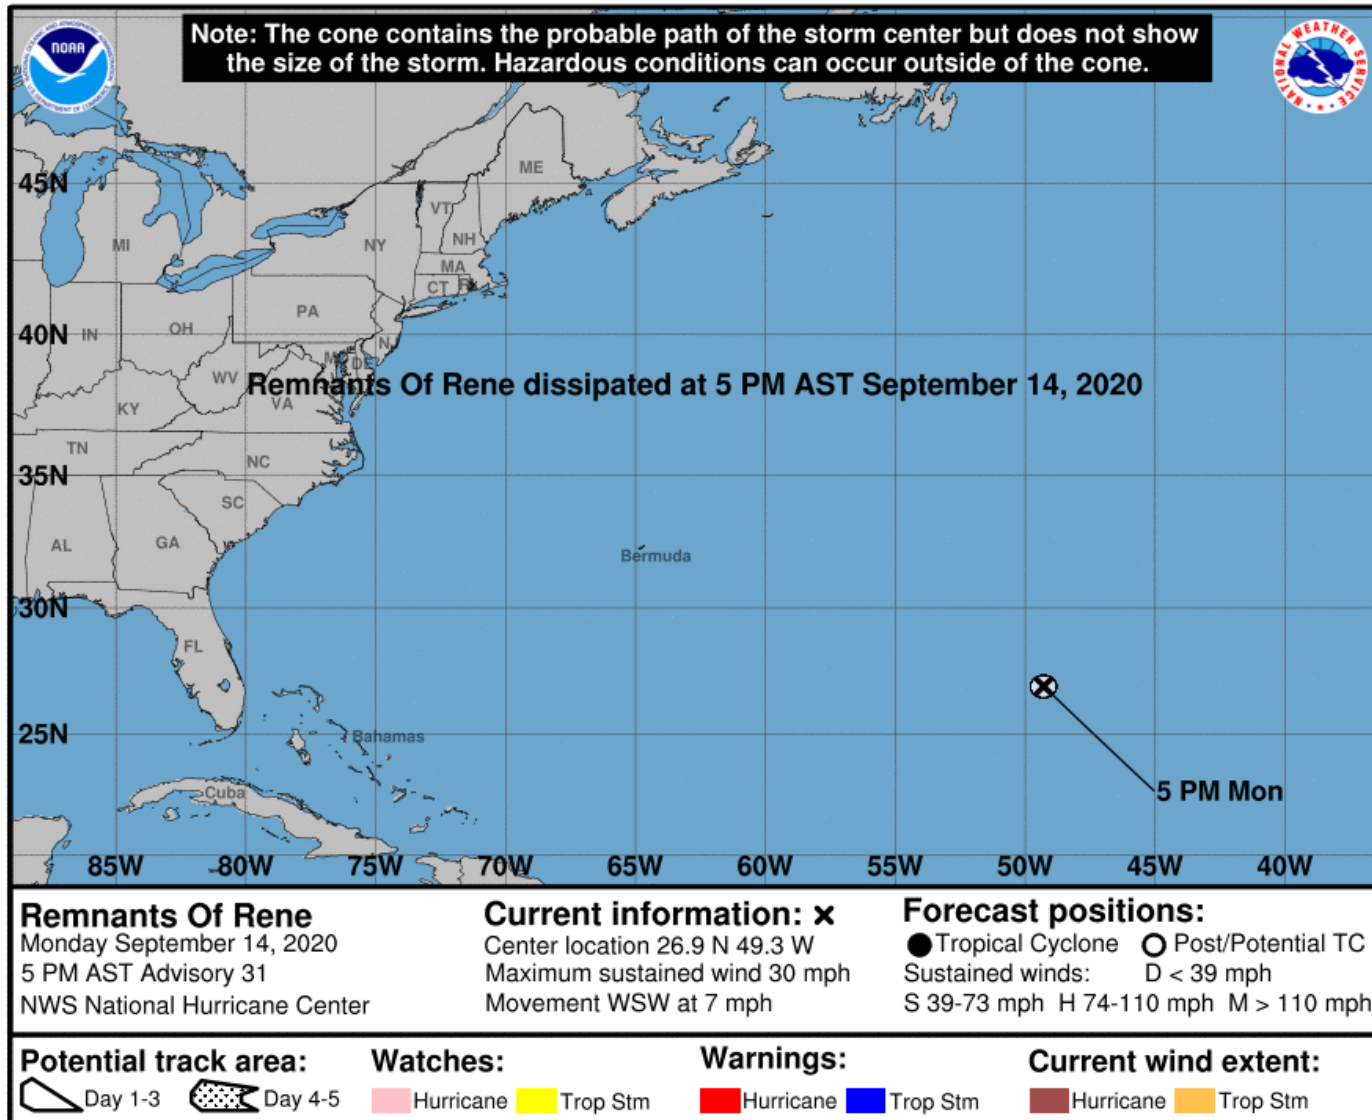 Note: The cone contains the probable path of the storm center but does not show
the size of the storm. Hazardous conditions can occur outside of the cone.
NOAA
NATIONAL WEATHER SERVICE
ME
45N
VT
MI
NY
NH
MA
CT
PA
IN
OH
40N
WV
Remnants Of Rene dissipated at 5 PM AST September 14, 2020
KY
VA
TN
NC
35N
SC
AL
GA
Bermuda
30N
FL
25N
Bahamas
Cuba
5 PM Mon
85W 80W 75W 70W 65W 60W 55W 50W 45W 40W
Remnants Of Rene
Monday September 14, 2020
5 PM AST Advisory 31
NWS National Hurricane Center
Current information: x
Center location 26.9 N 49.3 W
Maximum sustained wind 30 mph
Movement WSW at 7 mph
Forecast positions:
Tropical Cyclone Post/Potential TC
Sustained winds: D < 39 mph
S 39-73 mph H 74-110 mph M > 110 mph
Potential track area:
Day 1-3 Day 4-5
Watches:
Hurricane Trop Stm
Warnings:
Hurricane Trop Stm
Current wind extent:
Hurricane Trop Stm